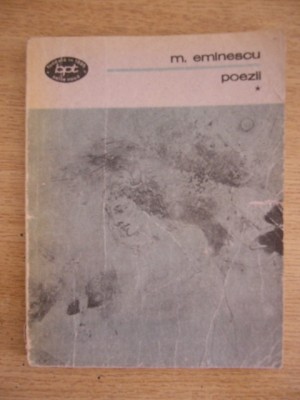 bpt
m. eminescu
poezii
*